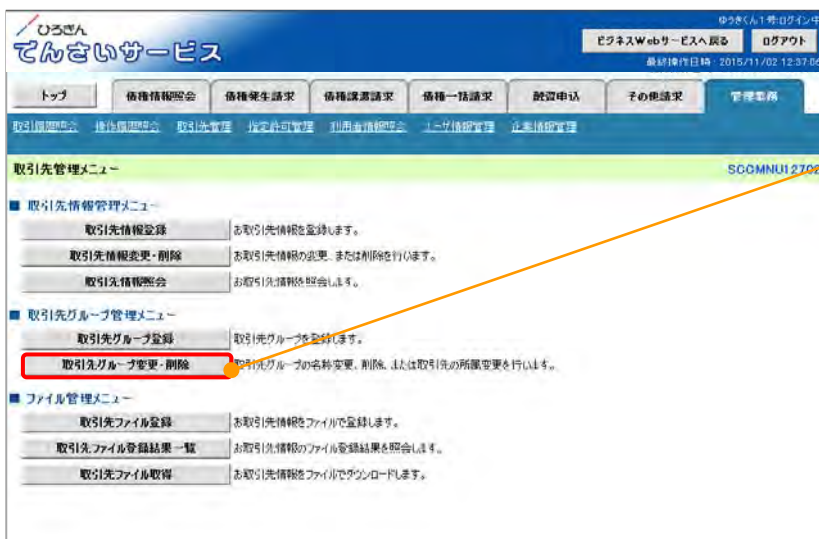 ゆうきくん1号:ログイン中
ひろぎん
でんさいサービス
ビジネスWebサービスへ戻る ログアウト
最終操作日時：2015/11/02 12:37:06
トップ 債権情報照会 債権発生請求 債権譲渡請求 債権一括請求 融資申込 その他請求 管理業務
取引履歴照会 操作履歴照会 取引先管理 指定許可管理 利用者情報照会 ユーザ情報管理 企業情報管理
取引先管理メニュー SCCMNU12702
■ 取引先情報管理メニュー
取引先情報登録 お取引先情報を登録します。
取引先情報変更・削除 お取引先情報の変更、または削除を行います。
取引先情報照会 お取引先情報を照会します。
■ 取引先グループ管理メニュー
取引先グループ登録 取引先グループを登録します。
取引先グループ変更・削除 取引先グループの名称変更、削除、または取引先の所属変更を行います。
■ ファイル管理メニュー
取引先ファイル登録 お取引先情報をファイルで登録します。
取引先ファイル登録結果一覧 お取引先情報のファイル登録結果を照会します。
取引先ファイル取得 お取引先情報をファイルでダウンロードします。